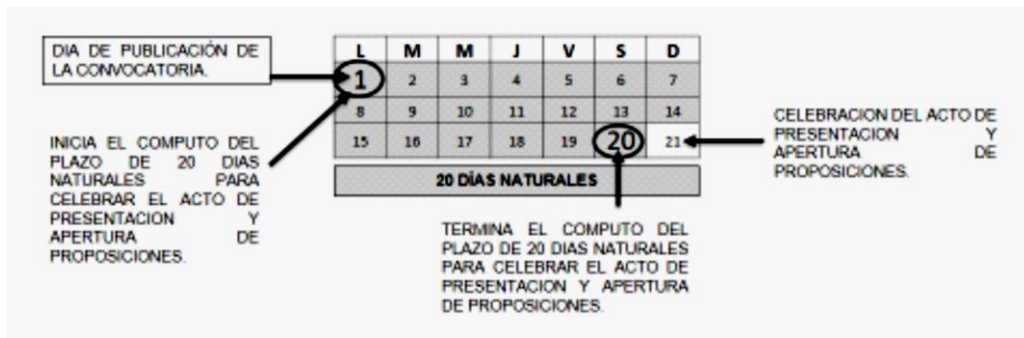 DIA DE PUBLICACIÓN DE
LA CONVOCATORIA.
INICIA EL COMPUTO DEL
PLAZO DE 20 DIAS
NATURALES PARA
CELEBRAR EL ACTO DE
PRESENTACION Y
APERTURA DE
PROPOSICIONES.
L M M J V S D
1 2 3 4 5 6 7
8 9 10 11 12 13 14
15 16 17 18 19 20 21
20 DÍAS NATURALES
TERMINA EL COMPUTO DEL
PLAZO DE 20 DIAS NATURALES
PARA CELEBRAR EL ACTO DE
PRESENTACION Y APERTURA
DE PROPOSICIONES.
CELEBRACION DEL ACTO DE
PRESENTACION Y
APERTURA DE
PROPOSICIONES.